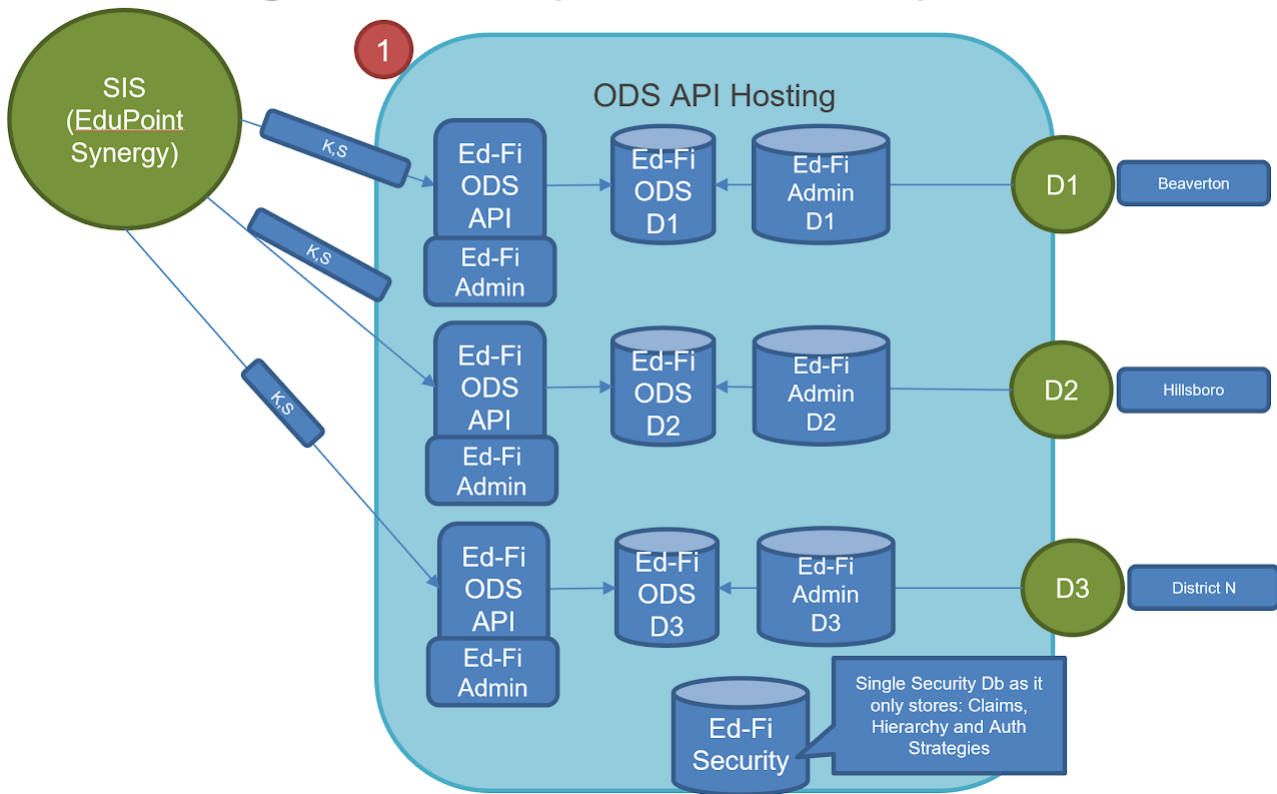 1
SIS
(EduPoint
Synergy)
ODS API Hosting
K,S
Ed-Fi
ODS
API
Ed-Fi
Admin
Ed-Fi
ODS
D1
Ed-Fi
Admin
D1
D1
Beaverton
K,S
Ed-Fi
ODS
API
Ed-Fi
Admin
Ed-Fi
ODS
D2
Ed-Fi
Admin
D2
D2
Hillsboro
K,S
Ed-Fi
ODS
API
Ed-Fi
Admin
Ed-Fi
ODS
D3
Ed-Fi
Admin
D3
D3
District N
Ed-Fi
Security
Single Security Db as it
only stores: Claims,
Hierarchy and Auth
Strategies